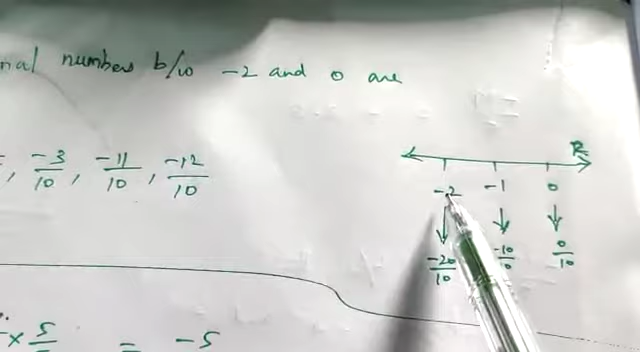 nal numbers b/w -2 and 0 are
, -3/10, -11/10, -12/10
R
-2 -1 0
-20/10 -10/10 0/10
× 5 = -5